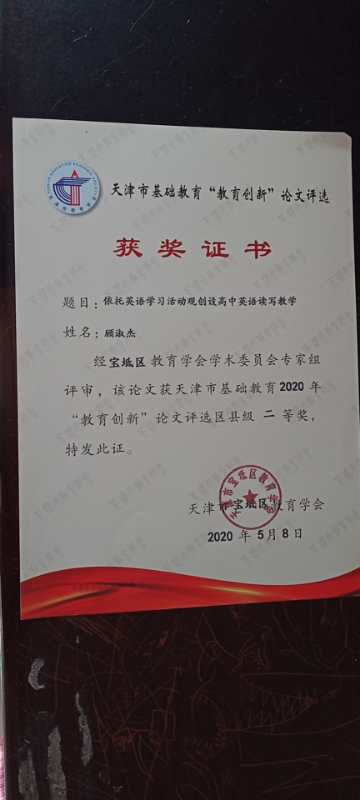 天津市基础教育“教育创新”论文评选
获奖证书
题目：依托英语学习活动观创设高中英语读写教学
姓名：顾淑杰
经宝坻区教育学会学术委员会专家组
评审，该论文获天津市基础教育2020年
“教育创新”论文评选区县级 二 等奖，
特发此证。
天津市宝坻区教育学会
2020 年 5 月 8 日